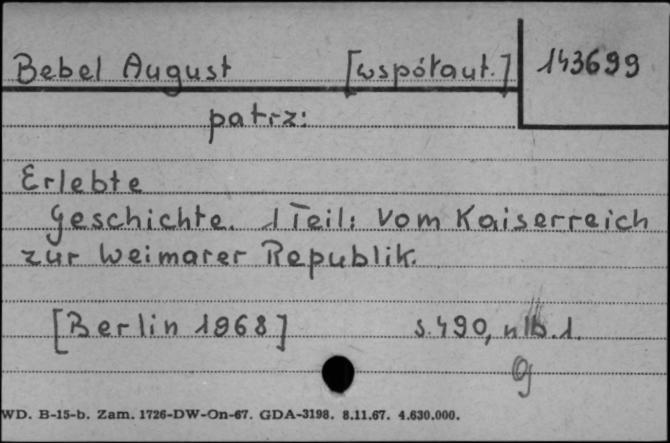 Bebel August [współaut.] 143699
patrz:
Erlebte
Geschichte. 1 Teil: Vom Kaiserreich
zur Weimarer Republik.
[Berlin 1968] s. 490, nlb. 1.
WD. B-15-b. Zam. 1726-DW-On-67. GDA-3198. 8.11.67. 4.630.000.